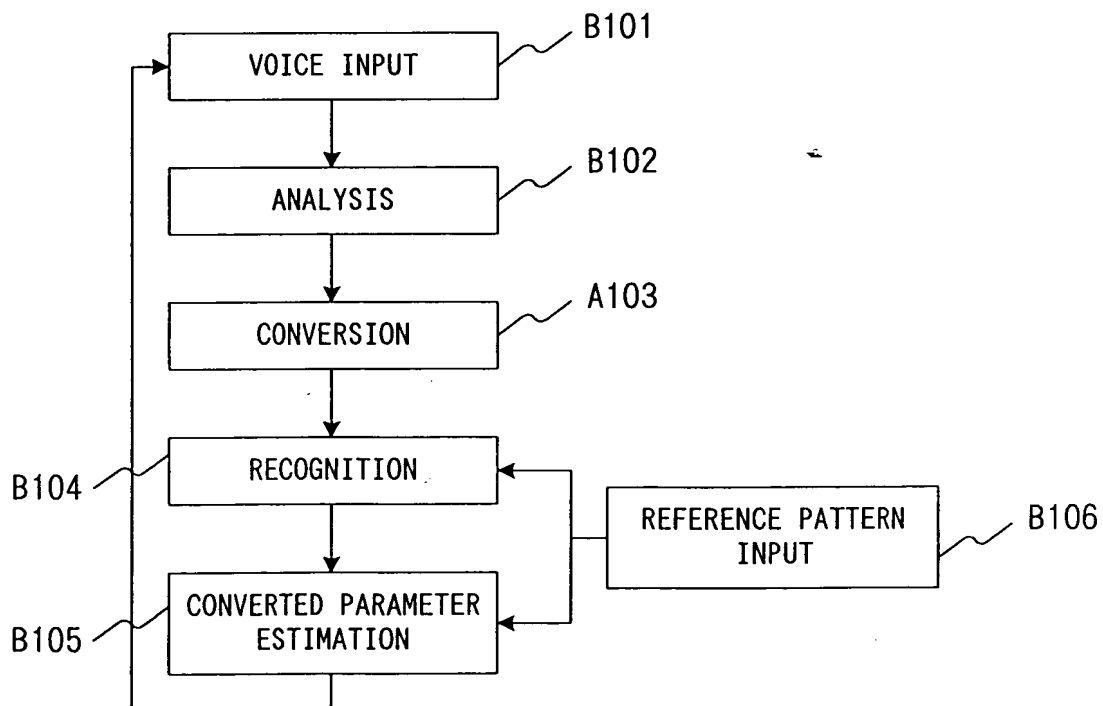 B101
VOICE INPUT
B102
ANALYSIS
A103
CONVERSION
RECOGNITION
B104
REFERENCE PATTERN
INPUT
B106
CONVERTED PARAMETER
ESTIMATION
B105